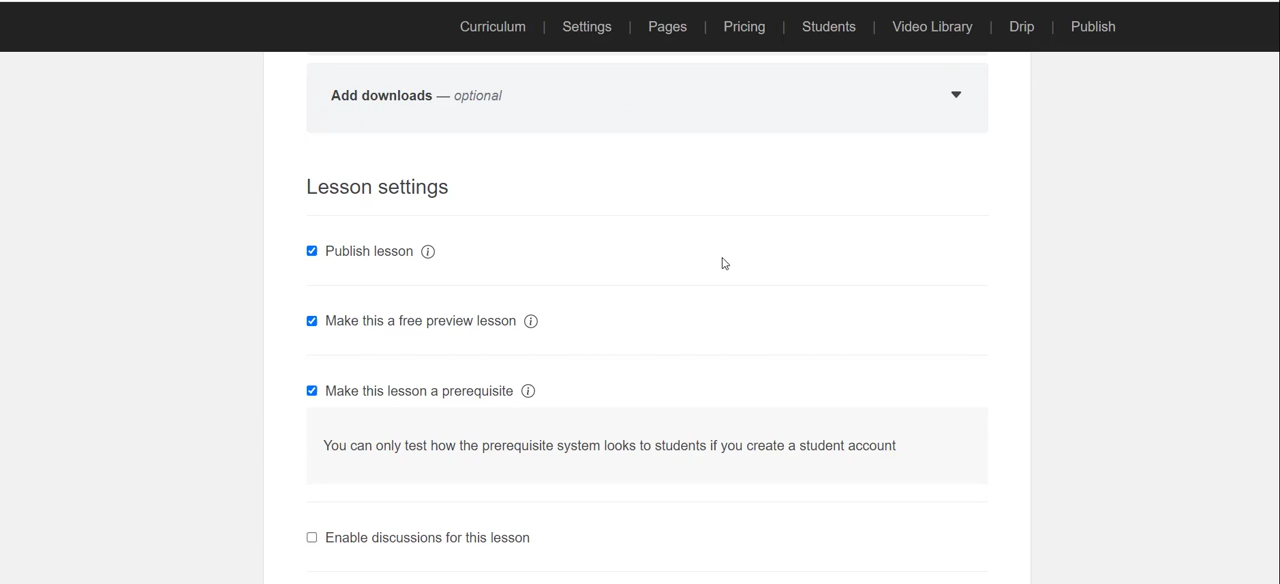 Curriculum | Settings | Pages | Pricing | Students | Video Library | Drip | Publish
Add downloads — optional
Lesson settings
Publish lesson
Make this a free preview lesson
Make this lesson a prerequisite
You can only test how the prerequisite system looks to students if you create a student account
Enable discussions for this lesson